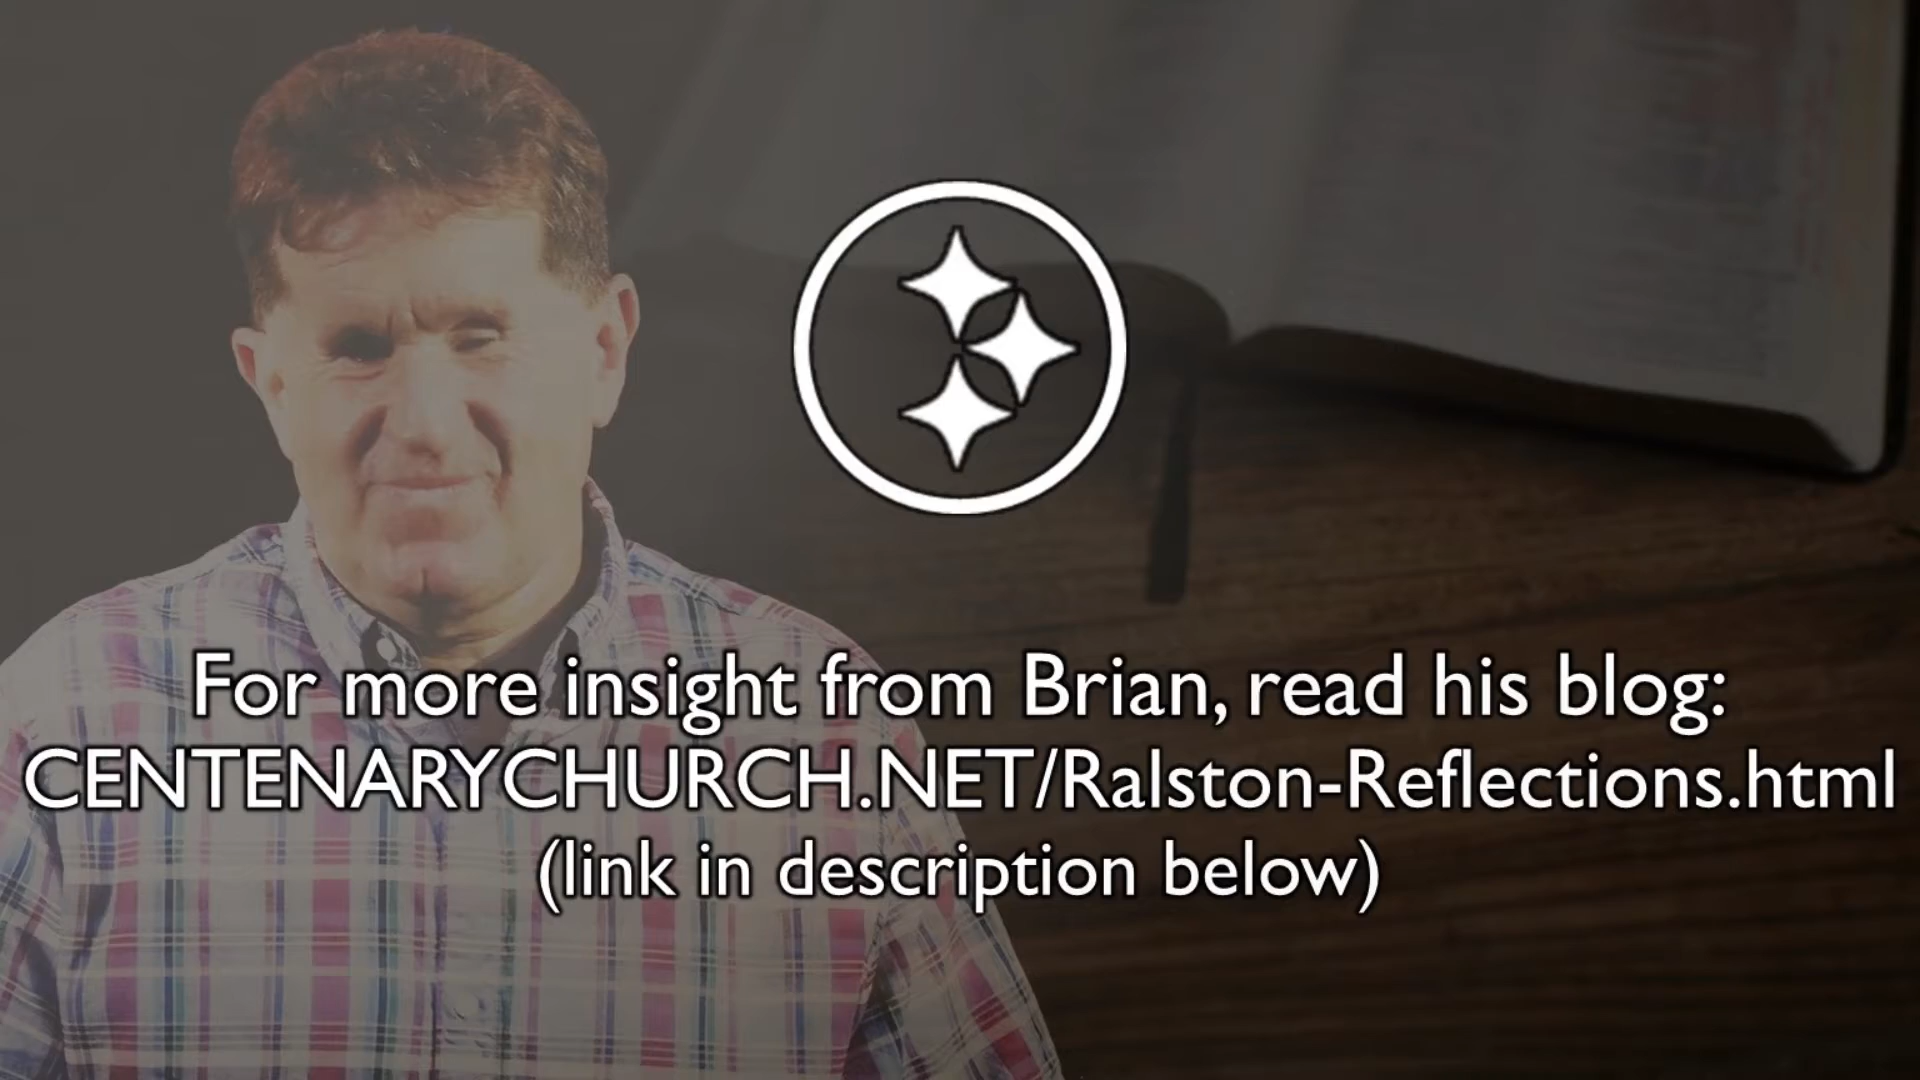 For more insight from Brian, read his blog:
CENTENARYCHURCH.NET/Ralston-Reflections.html
(link in description below)